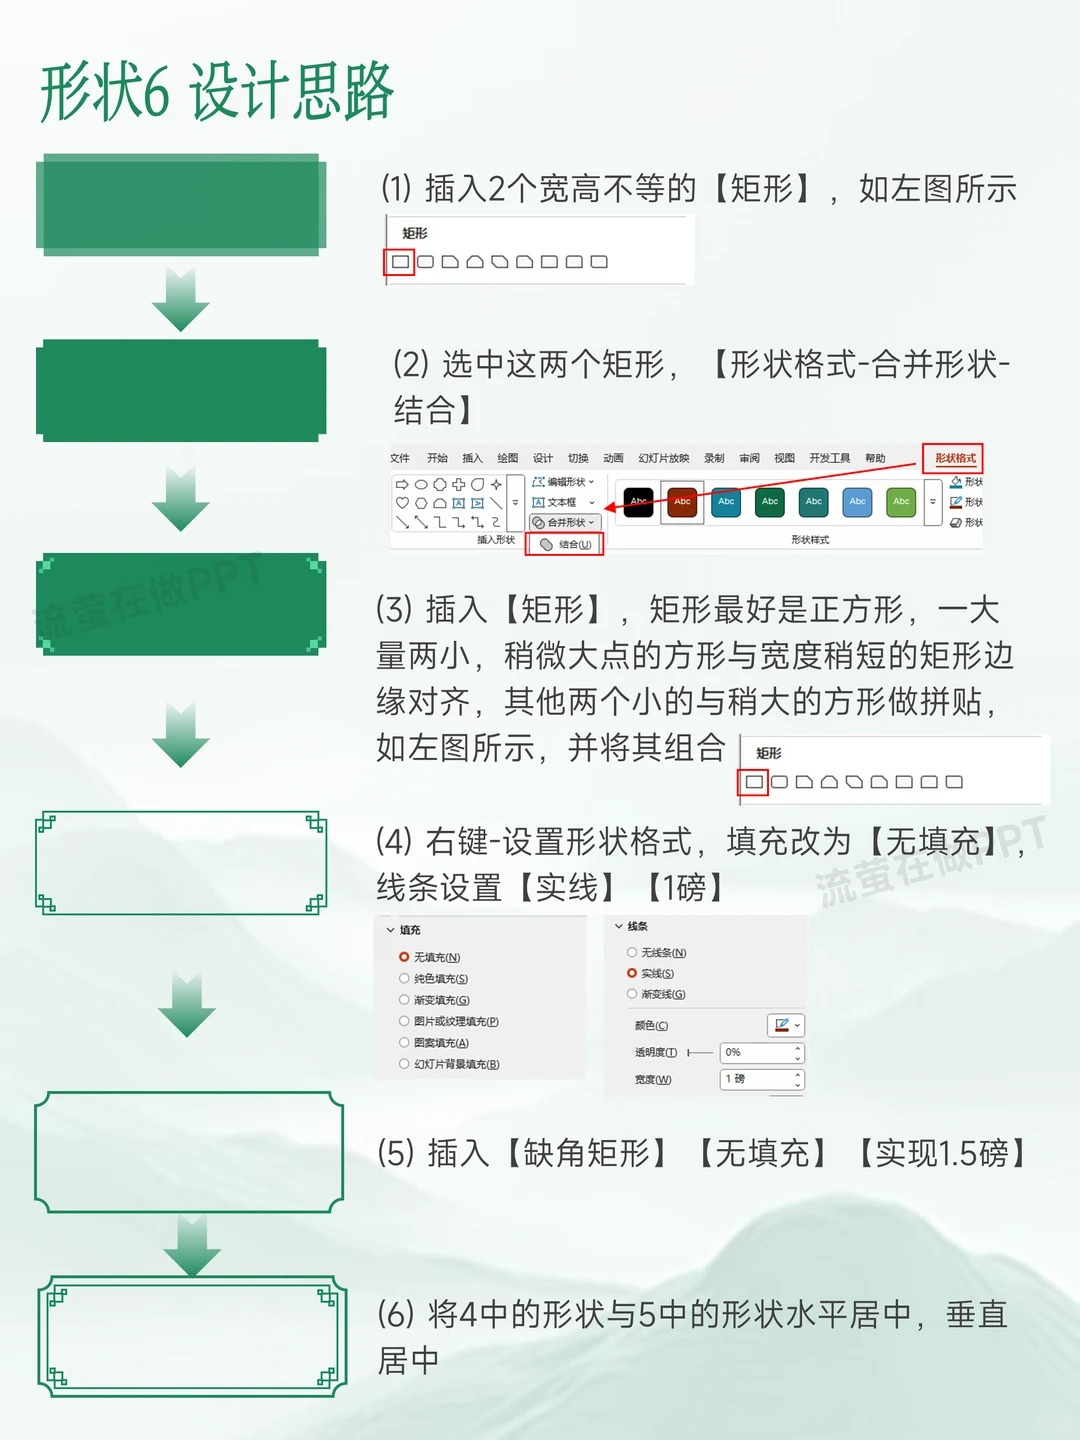 形状6 设计思路
(1) 插入2个宽高不等的【矩形】，如左图所示
矩形
(2) 选中这两个矩形，【形状格式-合并形状-
结合】
文件 开始 插入 绘图 设计 切换 动画 幻灯片放映 录制 审阅 视图 开发工具 帮助 形状格式
编辑形状
文本框
合并形状
Abc Abc Abc Abc Abc Abc Abc
形状
形状
形状
插入形状
结合(U)
形状样式
流萤在做PPT
(3) 插入【矩形】，矩形最好是正方形，一大
量两小，稍微大点的方形与宽度稍短的矩形边
缘对齐，其他两个小的与稍大的方形做拼贴，
如左图所示，并将其组合
矩形
(4) 右键-设置形状格式，填充改为【无填充】，
线条设置【实线】【1磅】
流萤在做PPT
填充
无填充(N)
纯色填充(S)
渐变填充(G)
图片或纹理填充(P)
图案填充(A)
幻灯片背景填充(B)
线条
无线条(N)
实线(S)
渐变线(G)
颜色(C)
透明度(T) 0%
宽度(W) 1 磅
(5) 插入【缺角矩形】【无填充】【实现1.5磅】
(6) 将4中的形状与5中的形状水平居中，垂直
居中